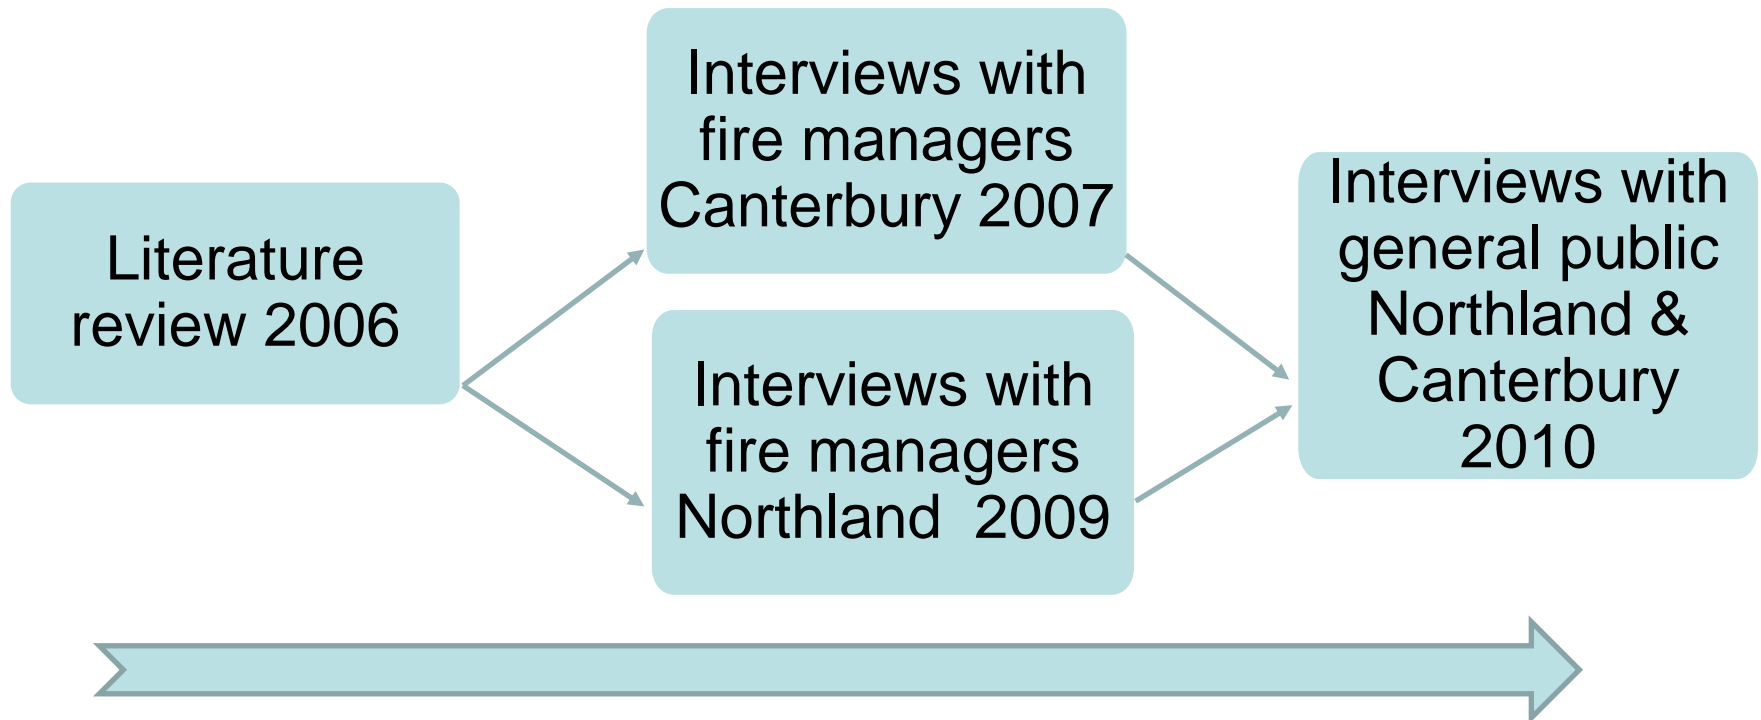 Literature
review 2006
Interviews with
fire managers
Canterbury 2007
Interviews with
fire managers
Northland  2009
Interviews with
general public
Northland &
Canterbury
2010